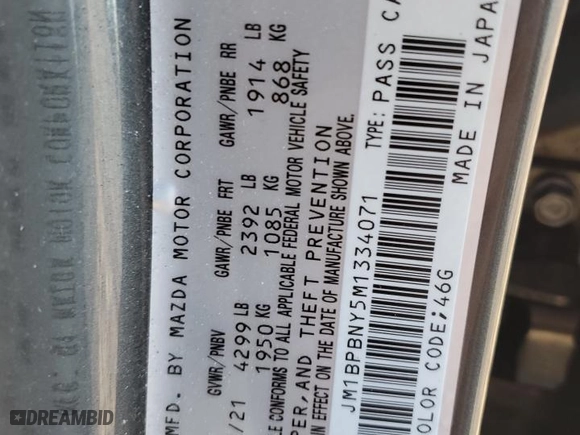 MFD. BY MAZDA MOTOR CORPORATION
GVWR/PNBV GAWR/PNBE FRT GAWR/PNBE RR
/21 4299 LB 2392 LB 1914 LB
1950 KG 1085 KG 868 KG
LE CONFORMS TO ALL APPLICABLE FEDERAL MOTOR VEHICLE SAFETY
PER, AND THEFT PREVENTION
IN EFFECT ON THE DATE OF MANUFACTURE SHOWN ABOVE.
JM1BPBNY5M1334071 TYPE: PASS CA
OLOR CODE; 46G MADE IN JAPA
DREAMBID